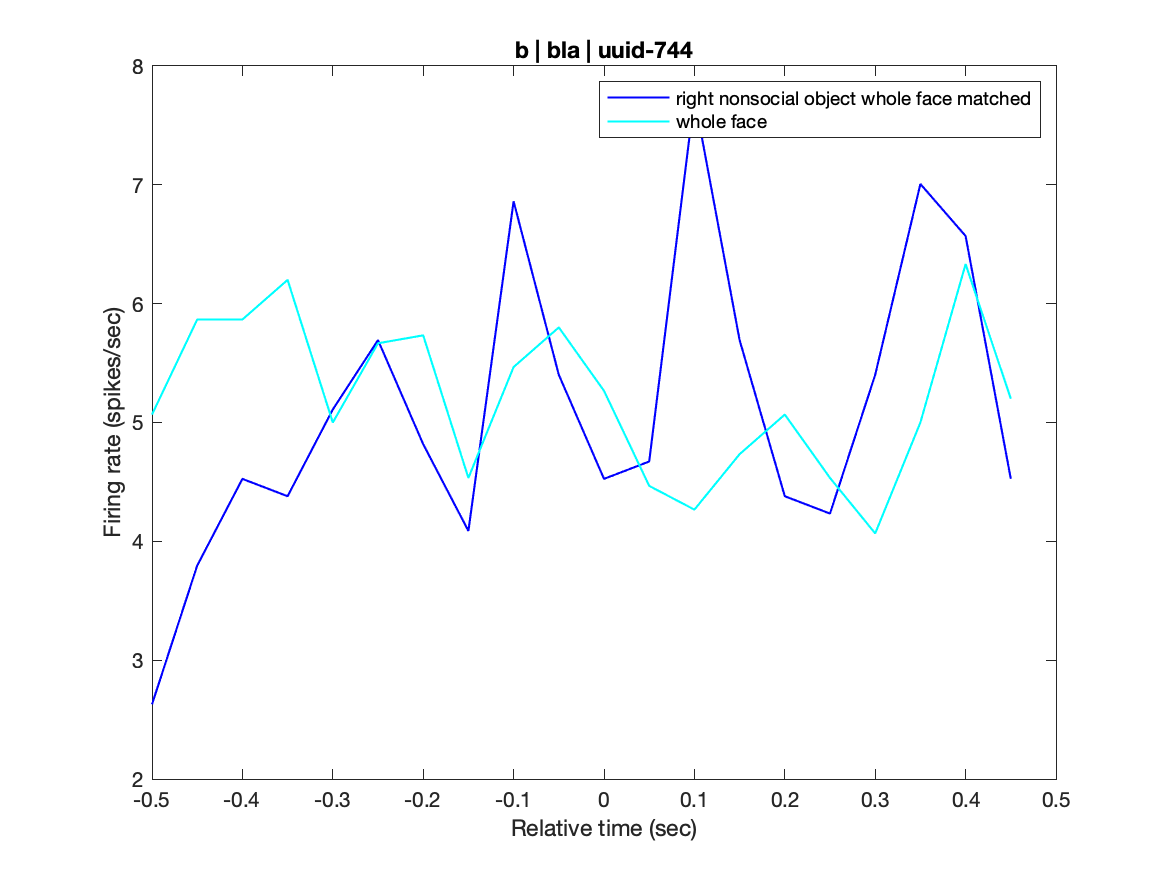 b | bla | uuid-744
8
right nonsocial object whole face matched
whole face
7
6
5
4
3
2
Firing rate (spikes/sec)
-0.5 -0.4 -0.3 -0.2 -0.1 0 0.1 0.2 0.3 0.4 0.5
Relative time (sec)